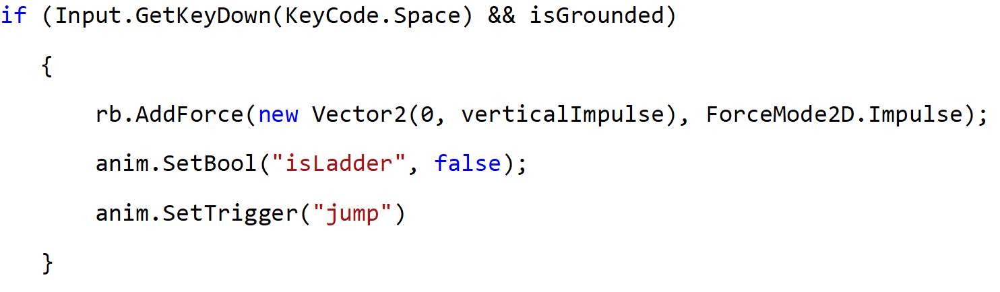 if (Input.GetKeyDown(KeyCode.Space) && isGrounded)
{
rb.AddForce(new Vector2(0, verticalImpulse), ForceMode2D.Impulse);
anim.SetBool("isLadder", false);
anim.SetTrigger("jump")
}